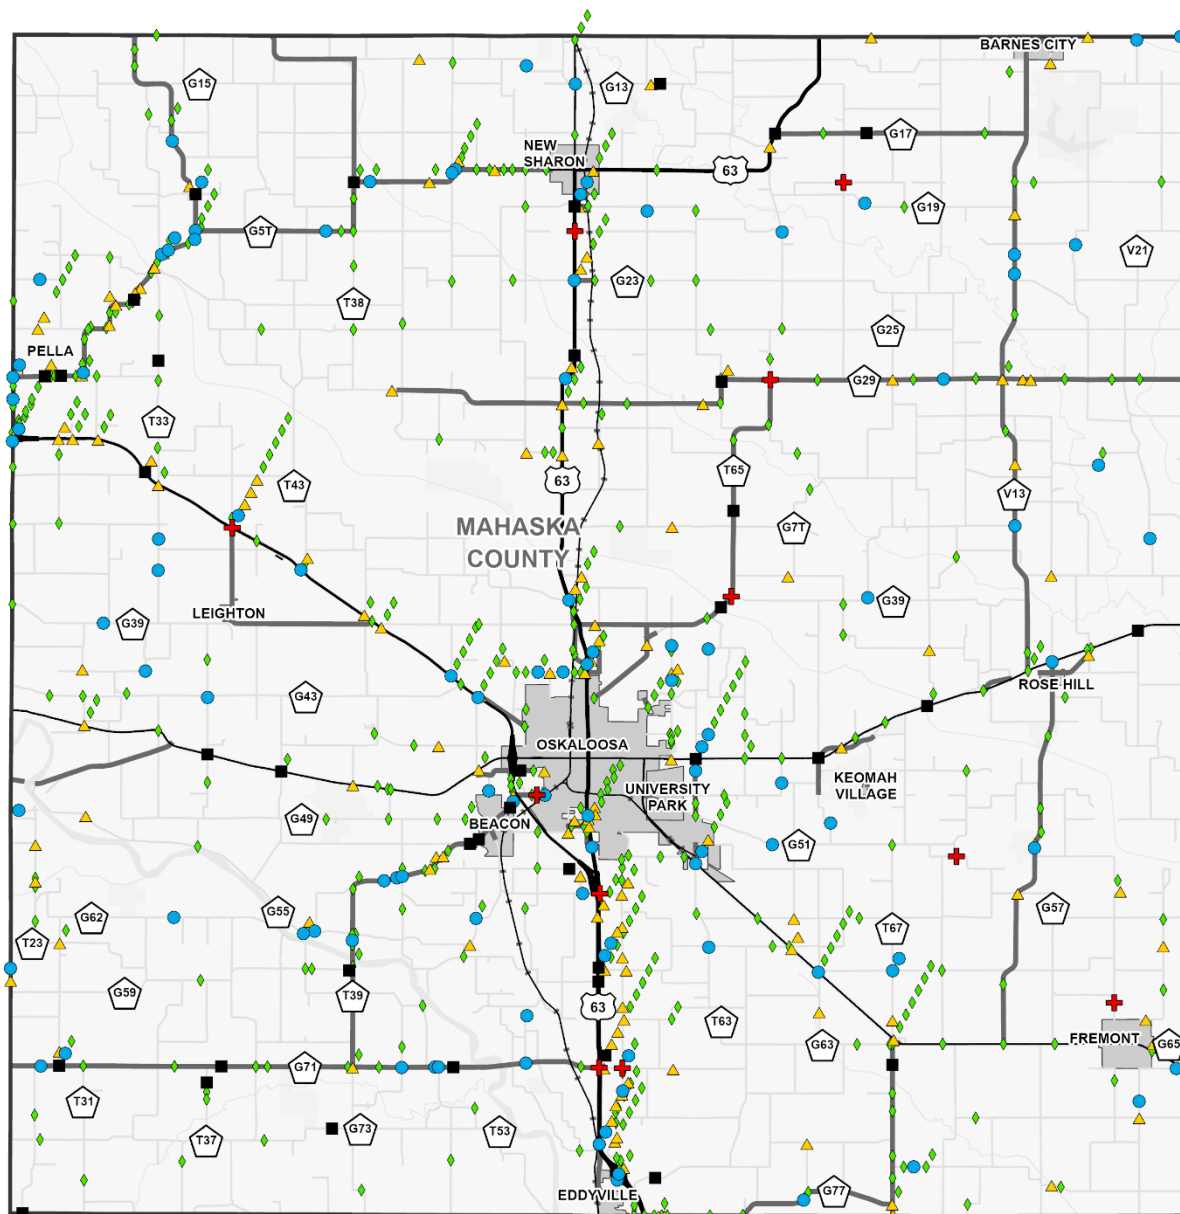 BARNES CITY
G15
G13
G17
NEW
SHARON
63
G19
G5T
V21
G23
T38
G25
PELLA
G29
T33
T65
63
T43
V13
MAHASKA
COUNTY
G7T
G39
LEIGHTON
G39
ROSE HILL
G43
OSKALOOSA
UNIVERSITY
PARK
KEOMAH
VILLAGE
G49
BEACON
G51
G62
G55
G57
T23
T67
G59
T39
63
T63
G63
FREMONT
G65
G71
T31
T37
G73
T53
EDDYVILLE
G77